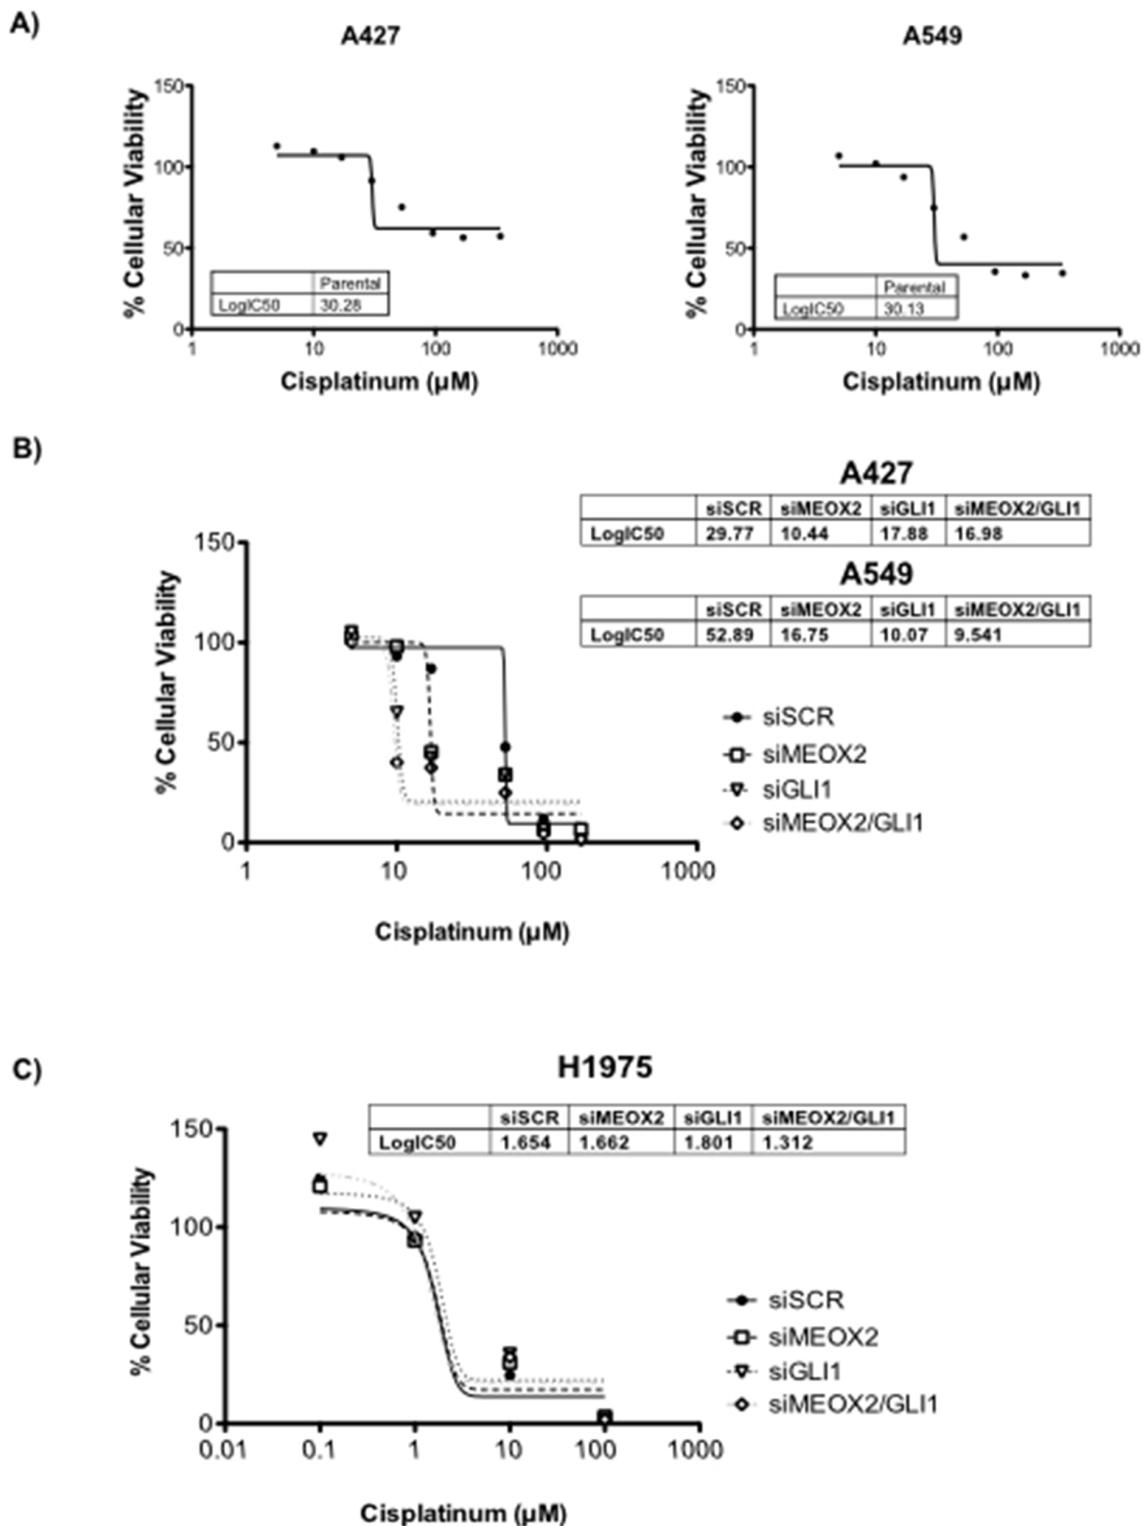 A)
A427
A549
% Cellular Viability
150
100
50
0
Parental
LogIC50 30.28
1 10 100 1000
Cisplatinum (µM)
% Cellular Viability
150
100
50
0
Parental
LogIC50 30.13
1 10 100 1000
Cisplatinum (µM)
B)
A427
siSCR siMEOX2 siGLI1 siMEOX2/GLI1
LogIC50 29.77 10.44 17.88 16.98
A549
siSCR siMEOX2 siGLI1 siMEOX2/GLI1
LogIC50 52.89 16.75 10.07 9.541
% Cellular Viability
150
100
50
0
1 10 100 1000
Cisplatinum (µM)
siSCR
siMEOX2
siGLI1
siMEOX2/GLI1
C)
H1975
siSCR siMEOX2 siGLI1 siMEOX2/GLI1
LogIC50 1.654 1.662 1.801 1.312
% Cellular Viability
150
100
50
0
0.01 0.1 1 10 100 1000
Cisplatinum (µM)
siSCR
siMEOX2
siGLI1
siMEOX2/GLI1